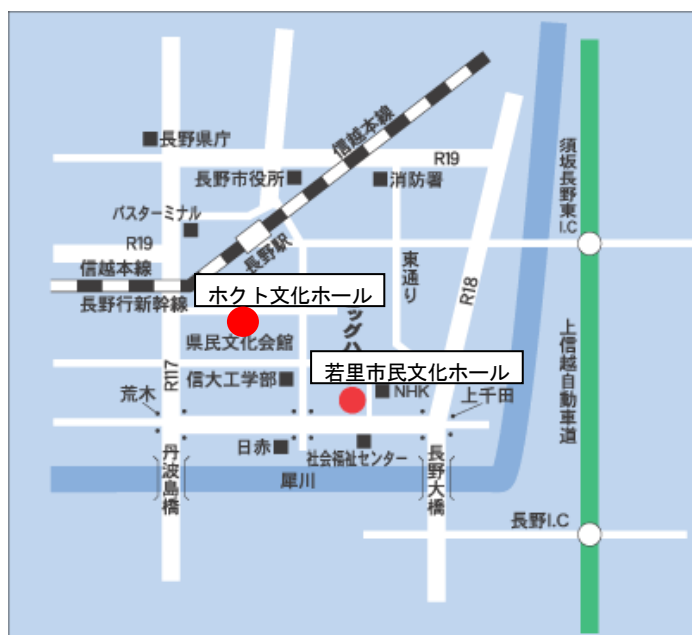 長野県庁
信越本線
R19
長野市役所
消防署
須坂長野東I.C
バスターミナル
R19
長野駅
東通り
信越本線
長野行新幹線
R18
ホクト文化ホール
ッグハ
県民文化会館
上信越自動車道
若里市民文化ホール
R117
信大工学部
NHK
荒木
上千田
日赤
社会福祉センター
丹波島橋
犀川
長野大橋
長野I.C